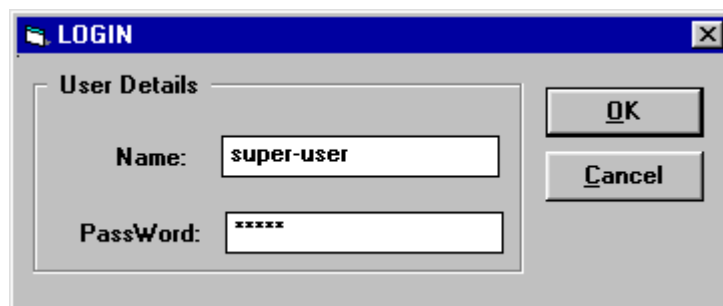 LOGIN
User Details
OK
Name: super-user
Cancel
PassWord: *****